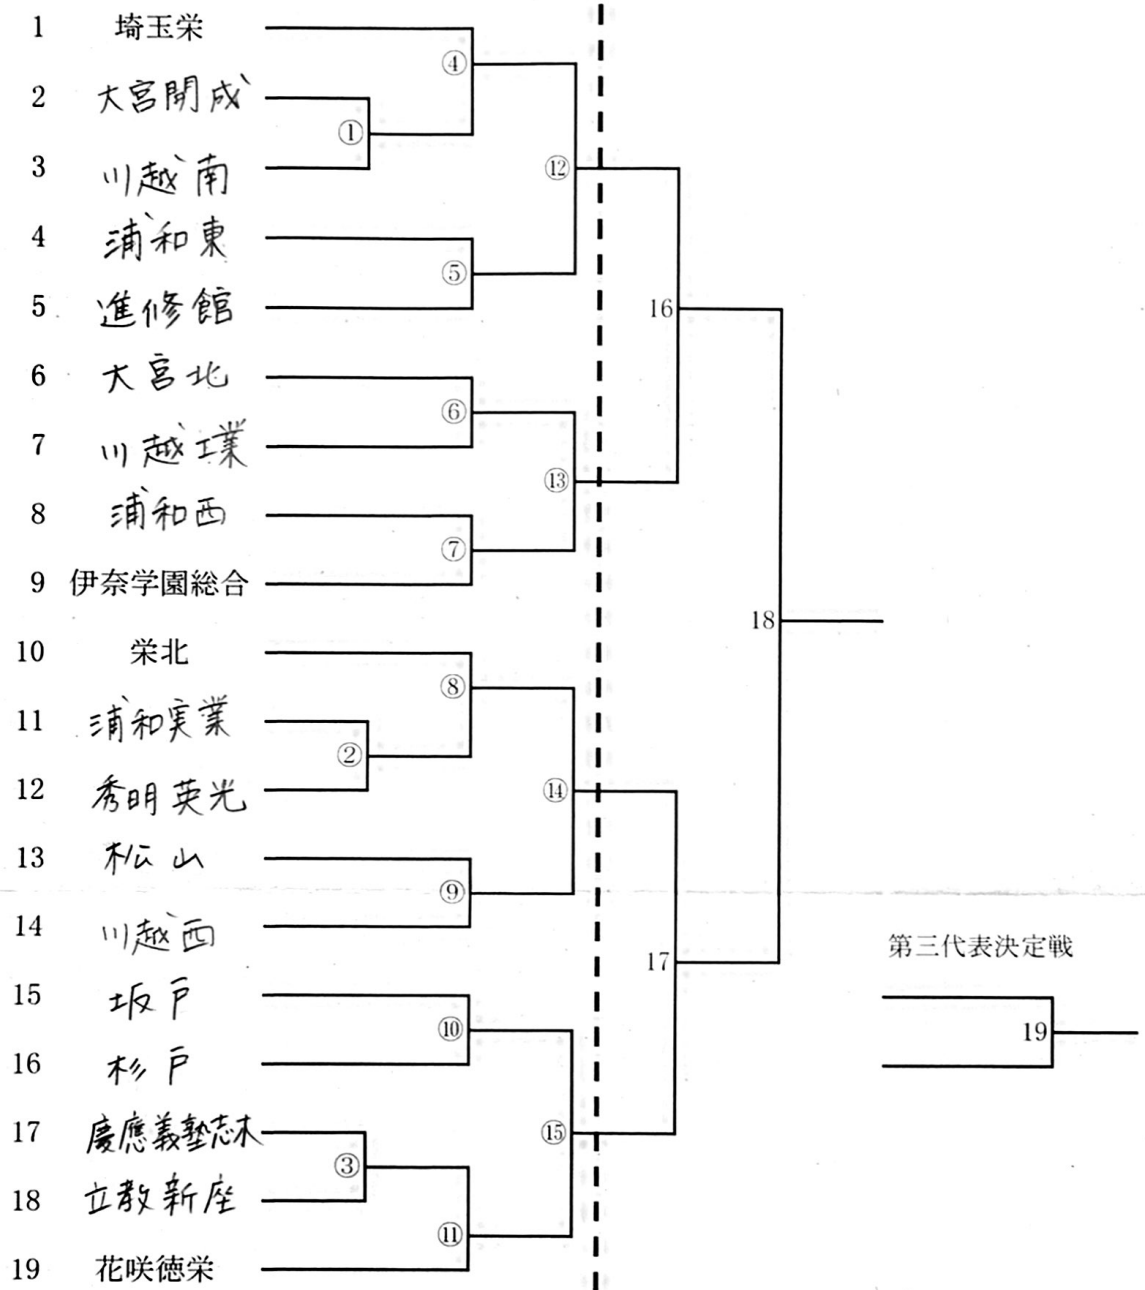 1 埼玉栄
2 大宮開成
3 川越南
4 浦和東
5 進修館
6 大宮北
7 川越工業
8 浦和西
9 伊奈学園総合
10 栄北
11 浦和実業
12 秀明英光
13 松山
14 川越西
15 坂戸
16 杉戸
17 慶應義塾志木
18 立教新座
19 花咲徳栄
①
②
③
④
⑤
⑥
⑦
⑧
⑨
⑩
⑪
⑫
⑬
⑭
⑮
16
17
18
第三代表決定戦
19